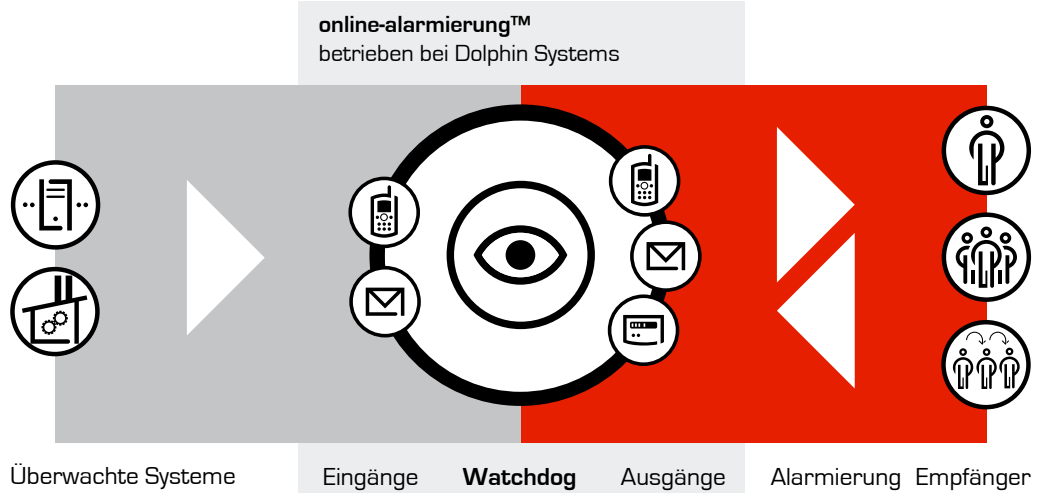 online-alarmierung™
betrieben bei Dolphin Systems
Überwachte Systeme Eingänge Watchdog Ausgänge Alarmierung Empfänger